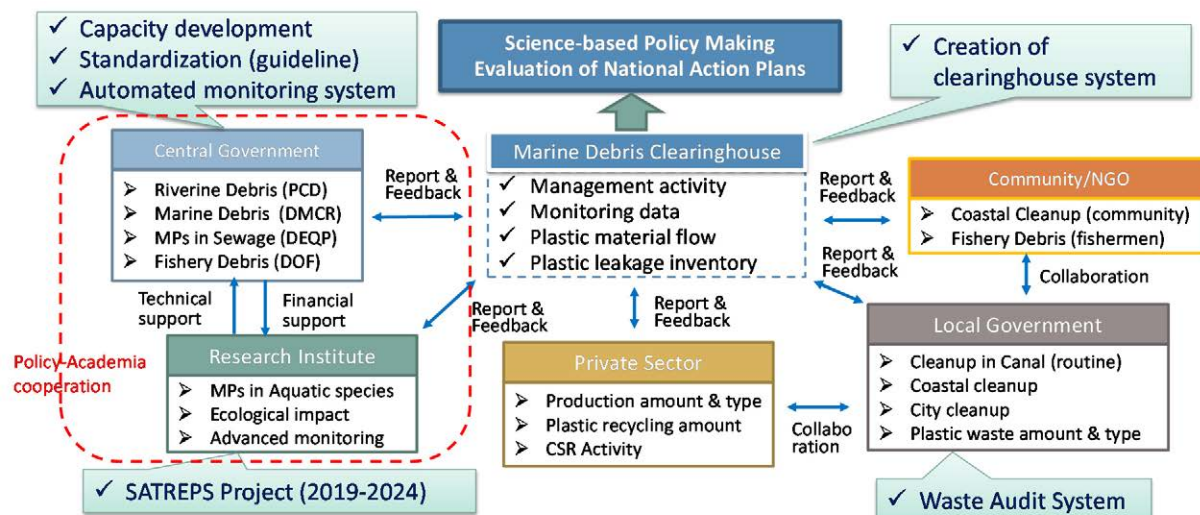 ✓ Capacity development
✓ Standardization (guideline)
✓ Automated monitoring system
Science-based Policy Making
Evaluation of National Action Plans
✓ Creation of
clearinghouse system
Central Government
➢ Riverine Debris (PCD)
➢ Marine Debris (DMCR)
➢ MPs in Sewage (DEQP)
➢ Fishery Debris (DOF)
Report &
Feedback
Marine Debris Clearinghouse
✓ Management activity
✓ Monitoring data
✓ Plastic material flow
✓ Plastic leakage inventory
Report &
Feedback
Community/NGO
➢ Coastal Cleanup (community)
➢ Fishery Debris (fishermen)
Report &
Feedback
Collaboration
Technical
support
Financial
support
Report &
Feedback
Report &
Feedback
Policy-Academia
cooperation
Research Institute
➢ MPs in Aquatic species
➢ Ecological impact
➢ Advanced monitoring
Private Sector
➢ Production amount & type
➢ Plastic recycling amount
➢ CSR Activity
Collabo
ration
Local Government
➢ Cleanup in Canal (routine)
➢ Coastal cleanup
➢ City cleanup
➢ Plastic waste amount & type
✓ SATREPS Project (2019-2024)
✓ Waste Audit System